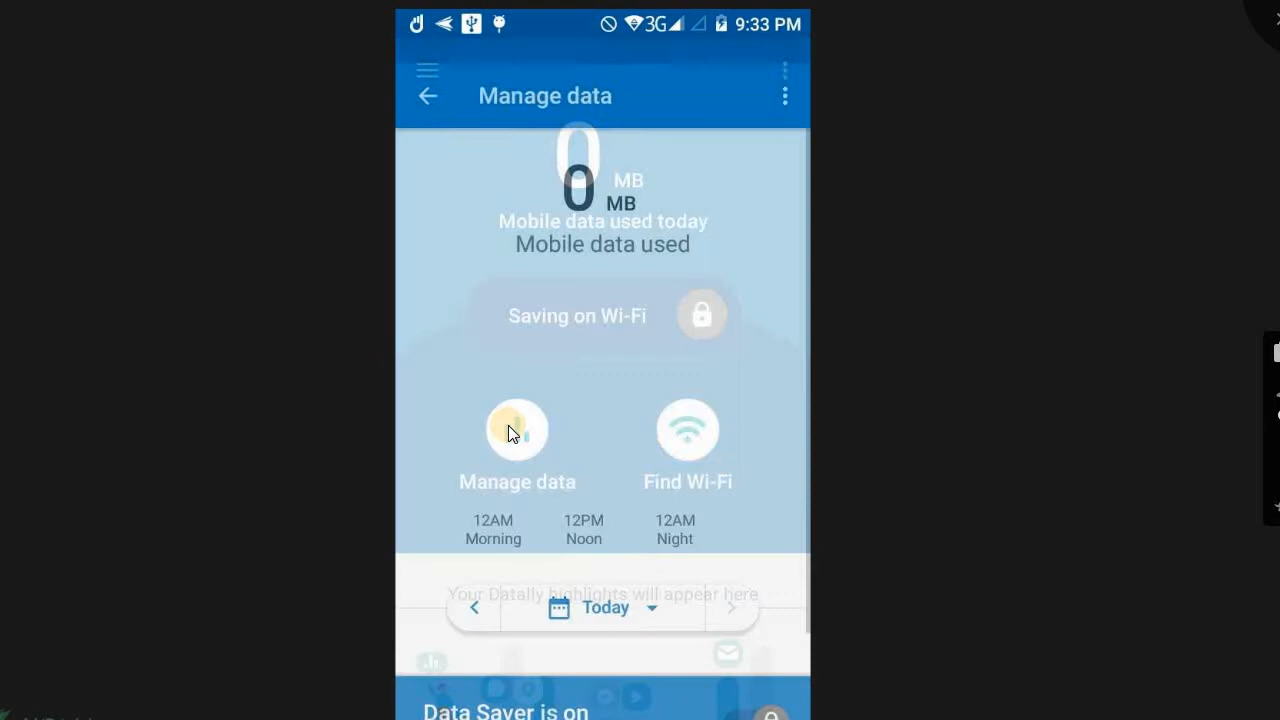 3G 9:33 PM
Manage data
0 MB
0 MB
Mobile data used today
Mobile data used
Saving on Wi-Fi
Manage data Find Wi-Fi
12AM 12PM 12AM
Morning Noon Night
Your Datally highlights will appear here
Today
Data Saver is on